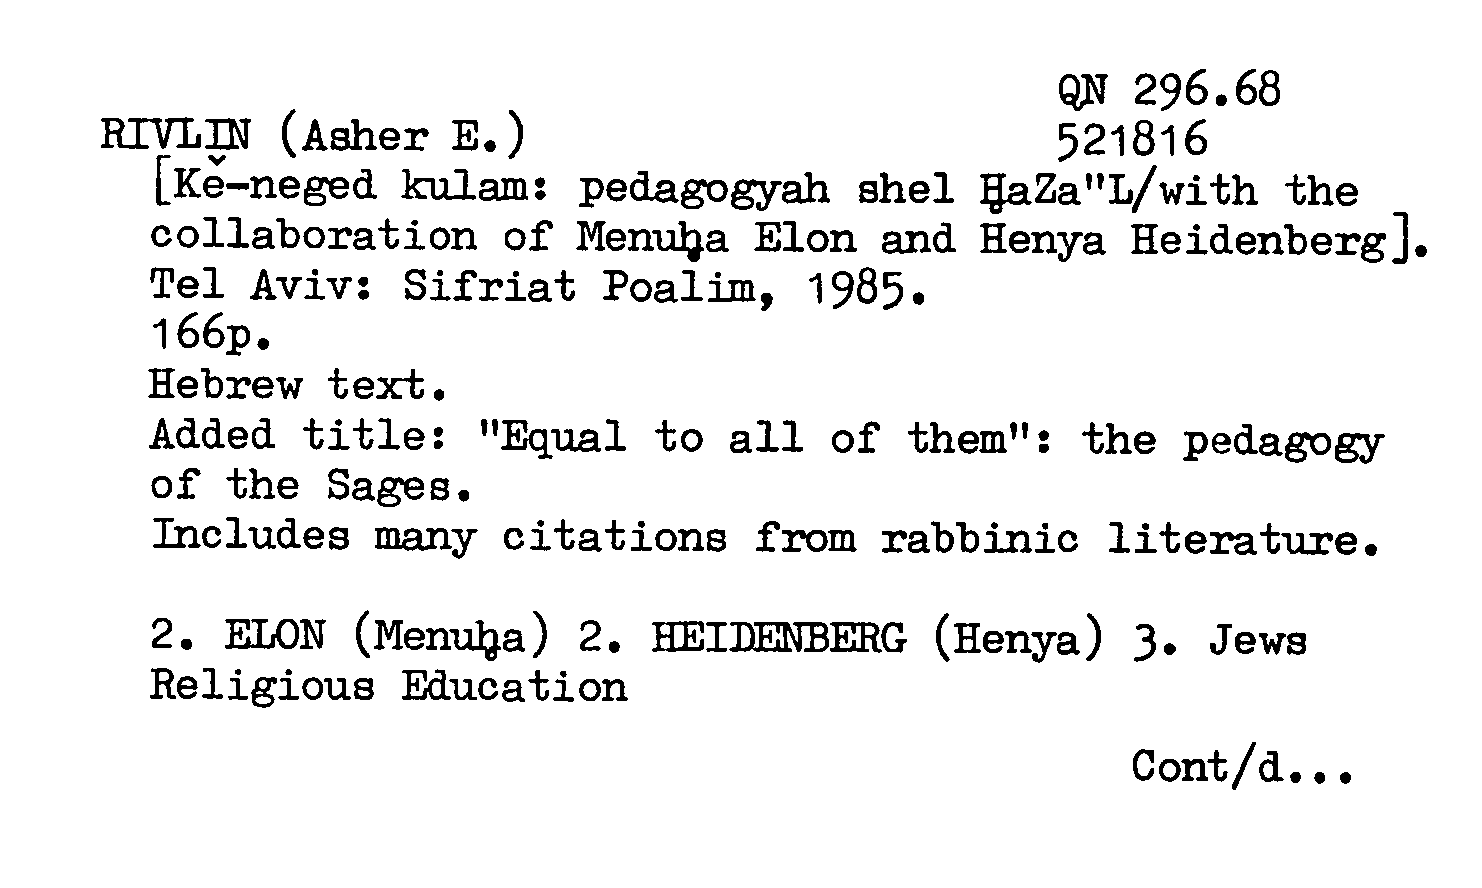 QN 296.68
RIVLIN (Asher E.) 521816
[Kě-neged kulam: pedagogyah shel ḤaZa"L/with the
collaboration of Menuḥa Elon and Henya Heidenberg].
Tel Aviv: Sifriat Poalim, 1985.
166p.
Hebrew text.
Added title: "Equal to all of them": the pedagogy
of the Sages.
Includes many citations from rabbinic literature.
2. ELON (Menuḥa) 2. HEIDENBERG (Henya) 3. Jews
Religious Education
Cont/d...